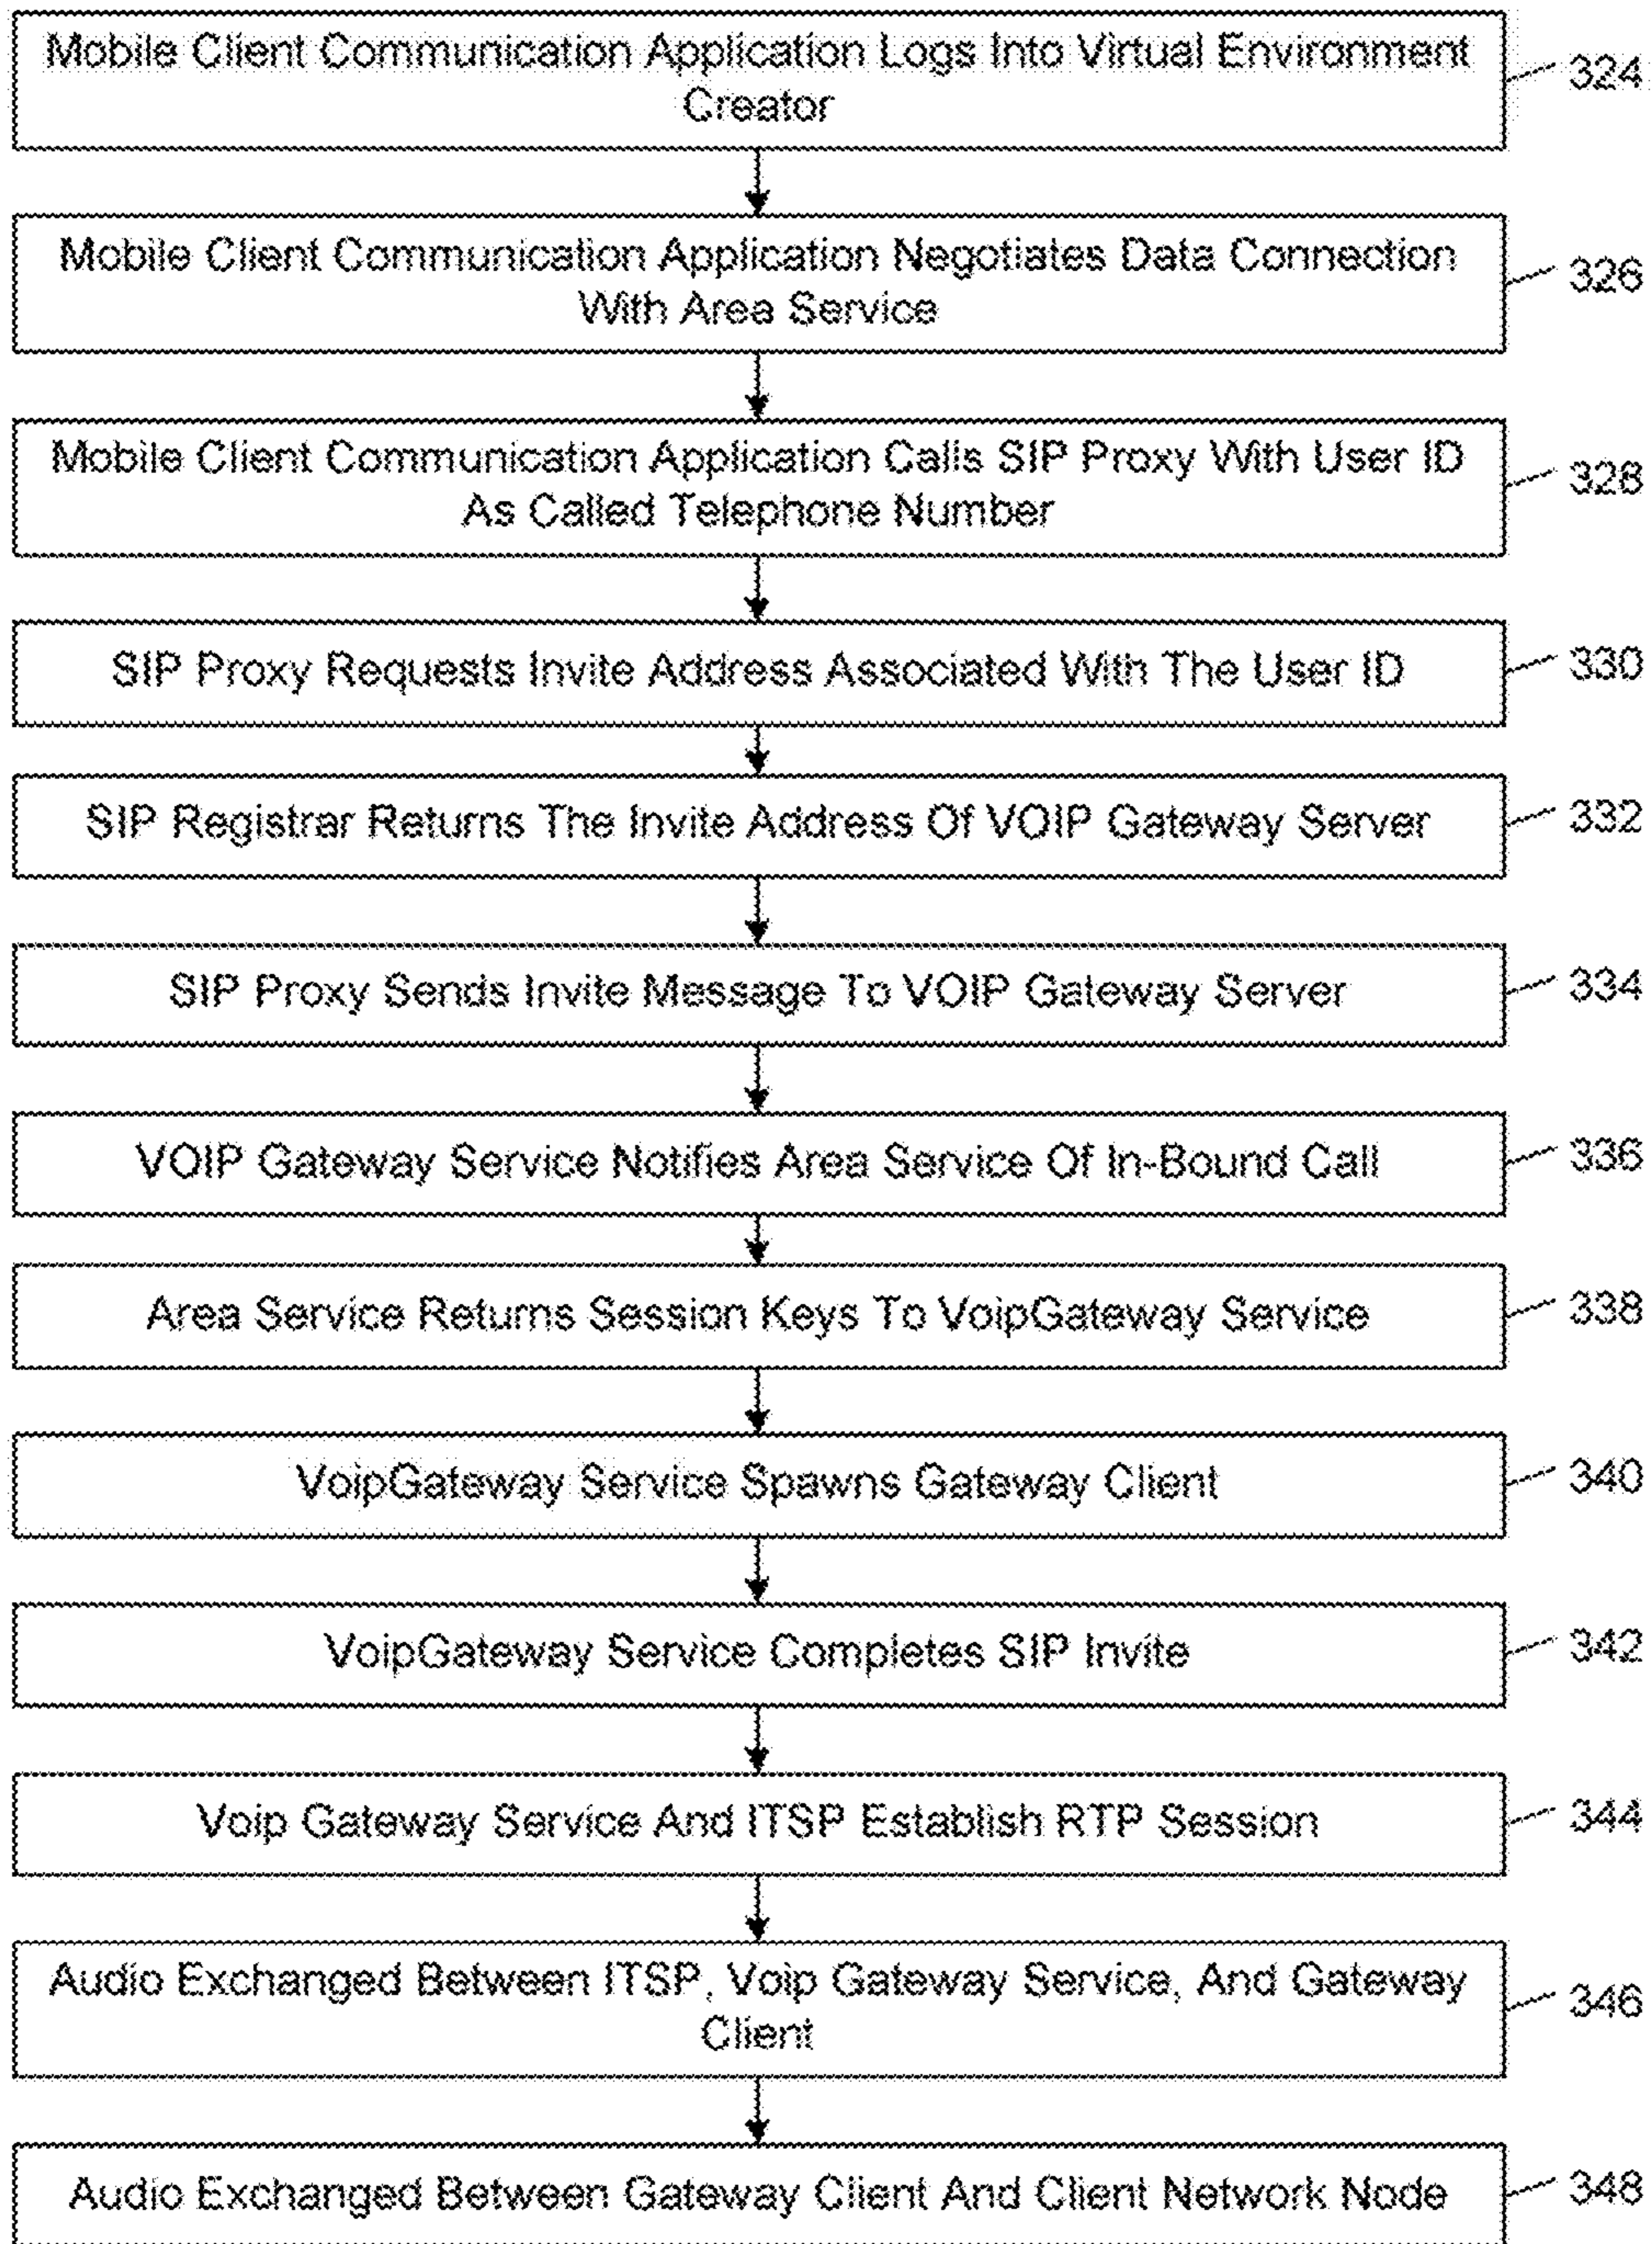 Mobile Client Communication Application Logs Into Virtual Environment
Creator
324
Mobile Client Communication Application Negotiates Data Connection
With Area Service
326
Mobile Client Communication Application Calls SIP Proxy With User ID
As Called Telephone Number
328
SIP Proxy Requests Invite Address Associated With The User ID
330
SIP Registrar Returns The Invite Address Of VOIP Gateway Server
332
SIP Proxy Sends Invite Message To VOIP Gateway Server
334
VOIP Gateway Service Notifies Area Service Of In-Bound Call
336
Area Service Returns Session Keys To VoipGateway Service
338
VoipGateway Service Spawns Gateway Client
340
VoipGateway Service Completes SIP Invite
342
Voip Gateway Service And ITSP Establish RTP Session
344
Audio Exchanged Between ITSP, Voip Gateway Service, And Gateway
Client
346
Audio Exchanged Between Gateway Client And Client Network Node
348